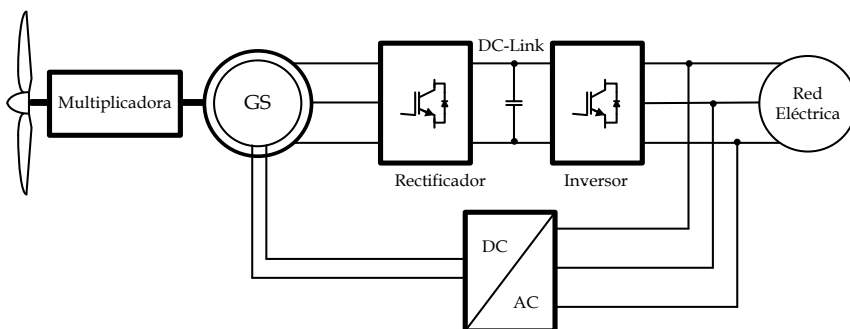 DC-Link
Multiplicadora
GS
Red
Eléctrica
Rectificador
Inversor
DC
AC